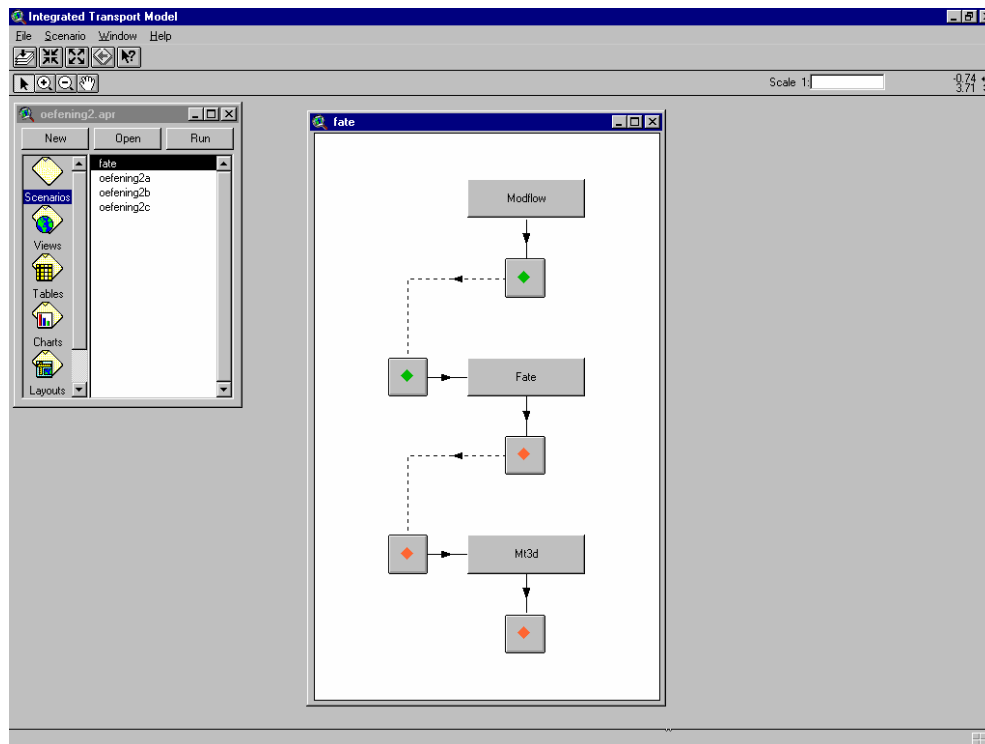 Integrated Transport Model
File Scenario Window Help
Scale 1:
-0.74
3.71
oefening2.apr
New Open Run
Scenarios
Views
Tables
Charts
Layouts
fate
oefening2a
oefening2b
oefening2c
fate
Modflow
Fate
Mt3d